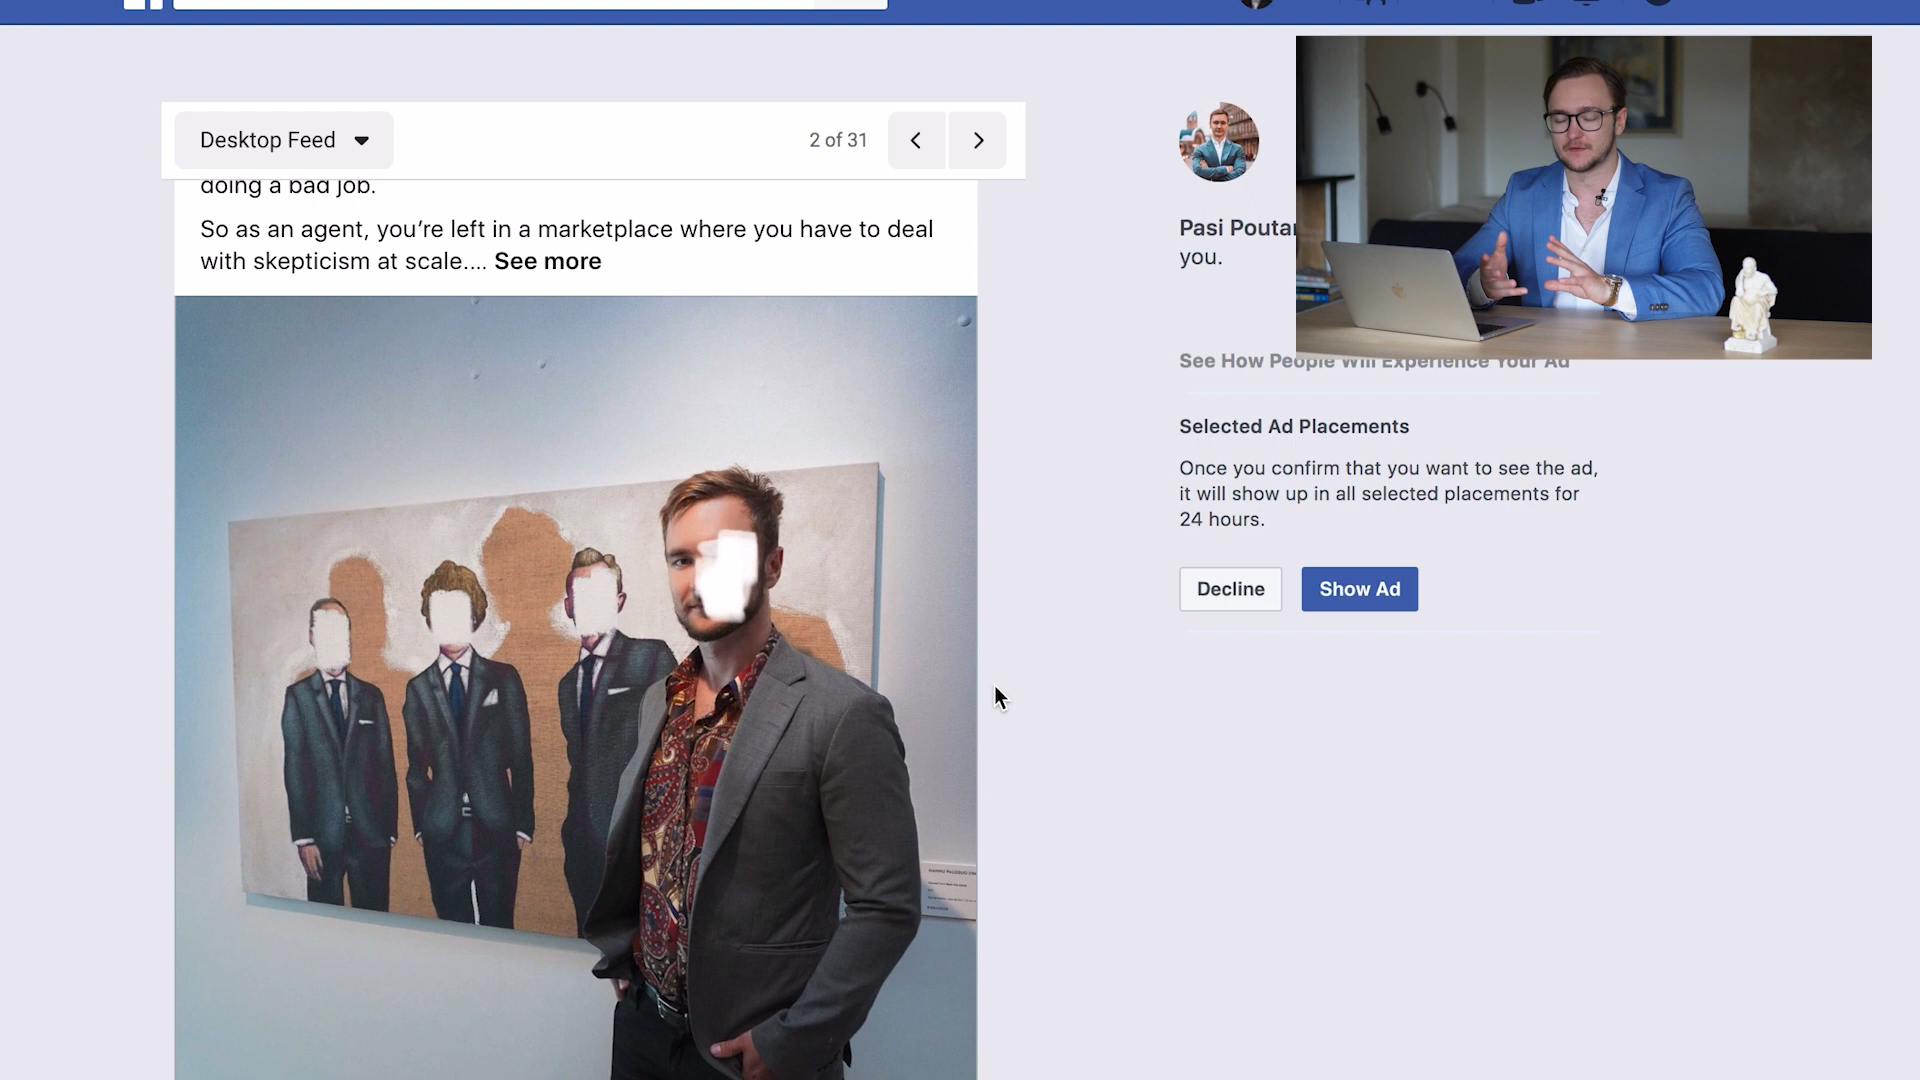 Desktop Feed
2 of 31
doing a bad job.
So as an agent, you’re left in a marketplace where you have to deal
with skepticism at scale.... See more
Pasi
you.
See How People Will Experience Your Ad
Selected Ad Placements
Once you confirm that you want to see the ad,
it will show up in all selected placements for
24 hours.
Decline
Show Ad